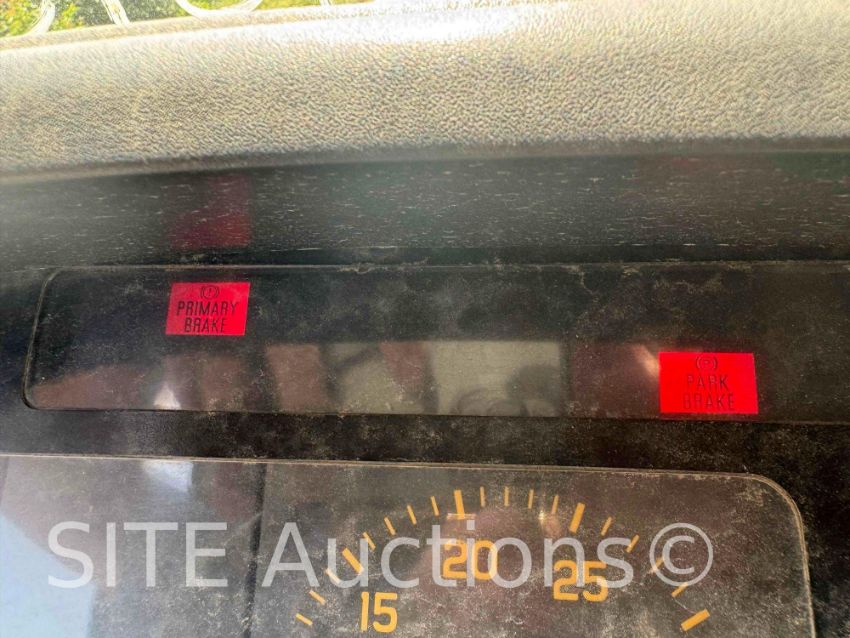 PRIMARY
BRAKE
PARK
BRAKE
SITE Auctions©
15 20 25